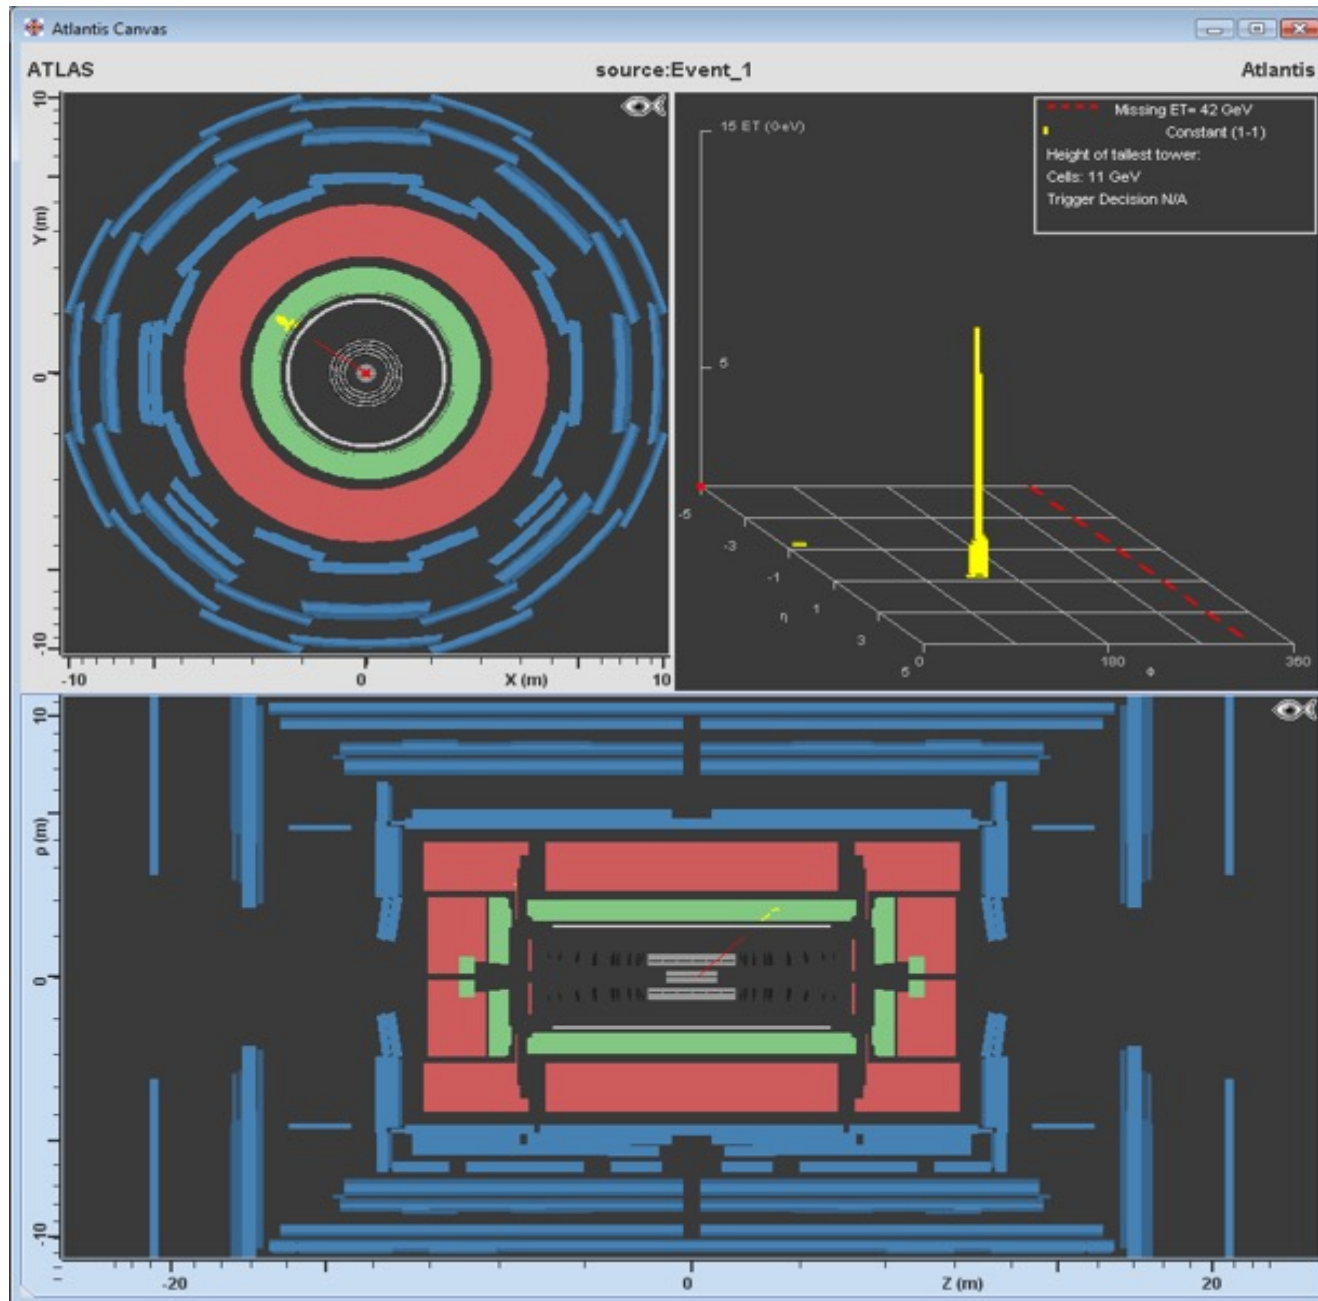 Atlantis Canvas
ATLAS source:Event_1 Atlantis
10
Y (m)
0
-10
-10 0 X (m) 10
15 ET (0eV)
5
Missing ET= 42 GeV
Constant (1-1)
Height of tallest tower:
Cells: 11 GeV
Trigger Decision N/A
-5
-3
-1
η 1
3
5 0 180 Φ 360
10
ρ (m)
0
-10
-20 0 Z (m) 20